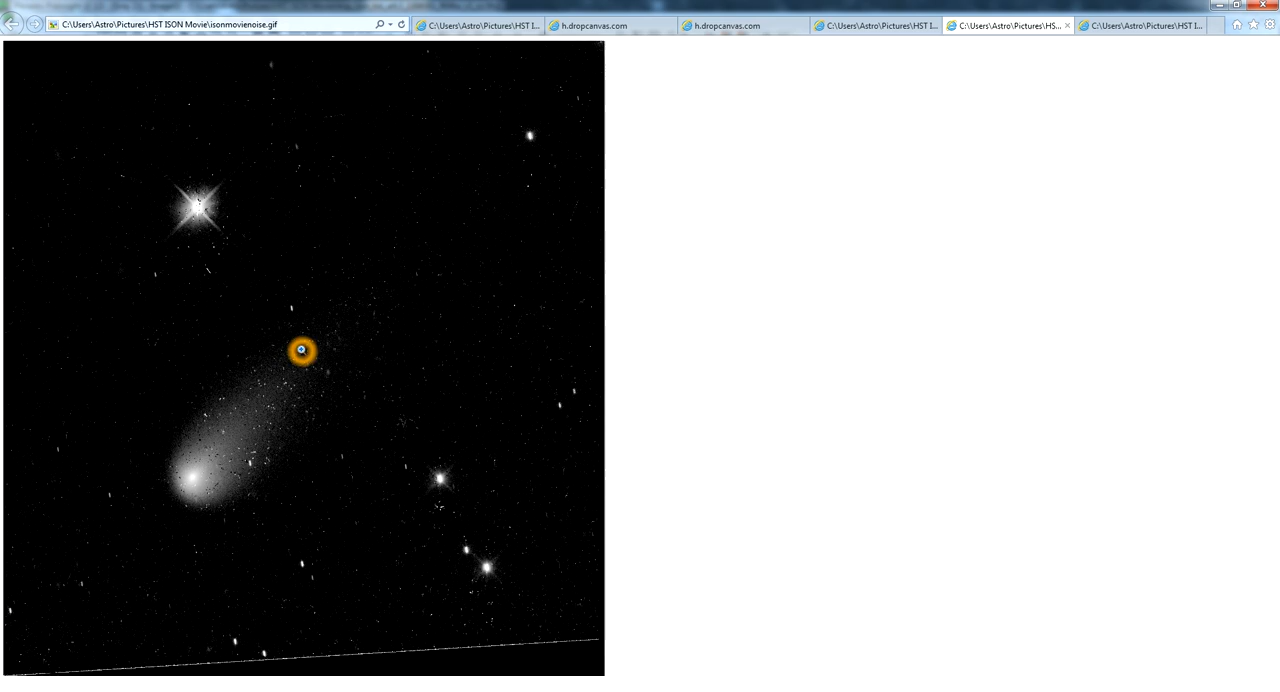 C:\Users\Astro\Pictures\HST ISON Movie\isonmovienoise.gif
C:\Users\Astro\Pictures\HST I...
h.dropcanvas.com
h.dropcanvas.com
C:\Users\Astro\Pictures\HST I...
C:\Users\Astro\Pictures\HS...
C:\Users\Astro\Pictures\HST I...